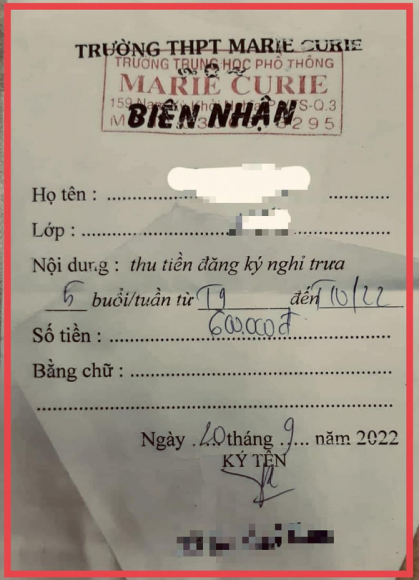 TRƯỜNG THPT MARIE CURIE
TRƯỜNG TRUNG HỌC PHỔ THÔNG
MARIE CURIE
BIÊN NHẬN
Họ tên :
Lớp :
Nội dung : thu tiền đăng ký nghỉ trưa
5 buổi/tuần từ T9 đến T10/22
Số tiền : 600.000đ
Bằng chữ :
Ngày 20 tháng 9 năm 2022
KÝ TÊN